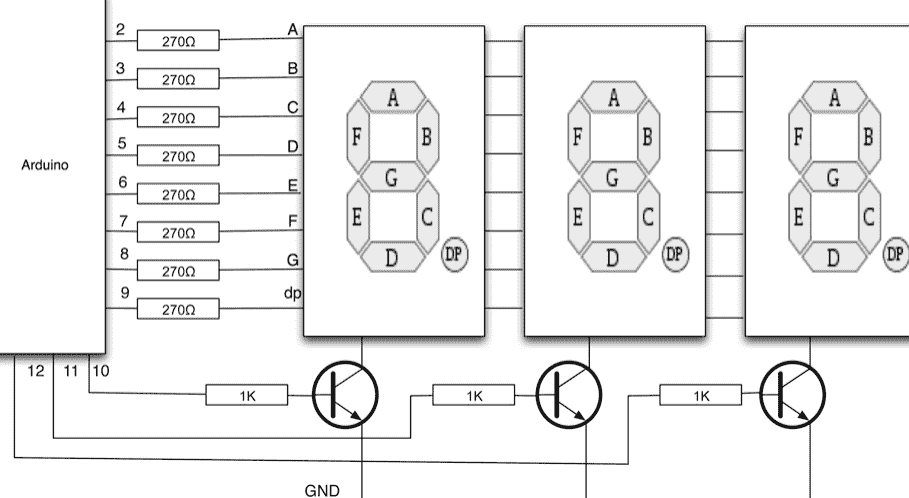 2 270Ω A
3 270Ω B
4 270Ω C
5 270Ω D
6 270Ω E
7 270Ω F
8 270Ω G
9 270Ω dp
Arduino
A
F B
G
E C
D DP
A
F B
G
E C
D DP
A
F B
G
E C
D DP
12 11 10
1K 1K 1K
GND